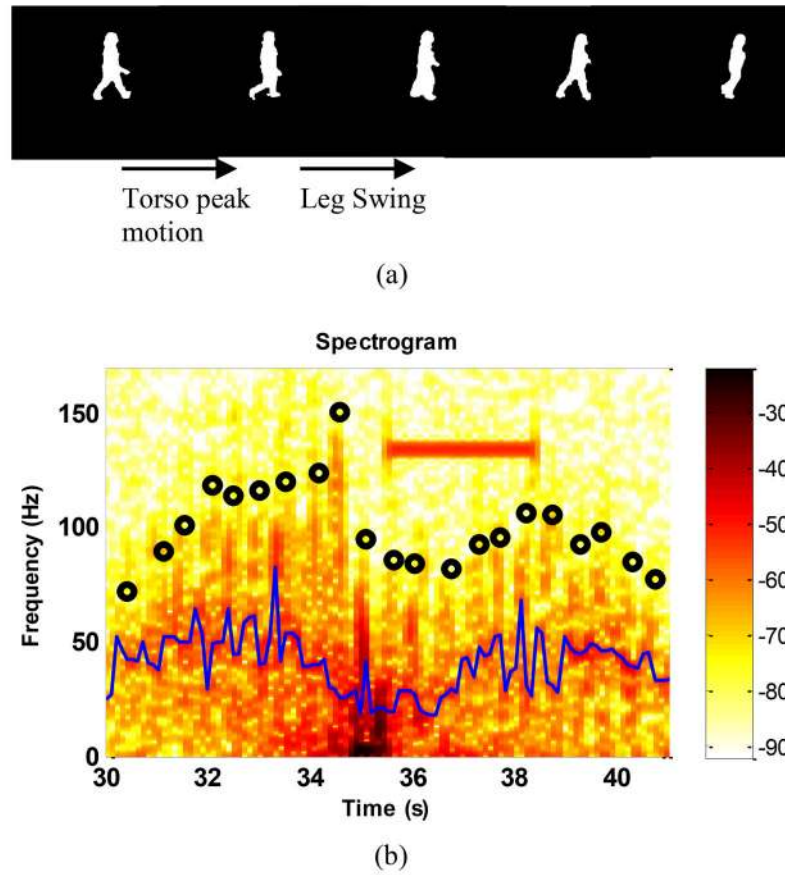 Torso peak motion
Leg Swing
(a)
Spectrogram
Frequency (Hz)
150
100
50
0
30
32
34
36
38
40
Time (s)
-30
-40
-50
-60
-70
-80
-90
(b)